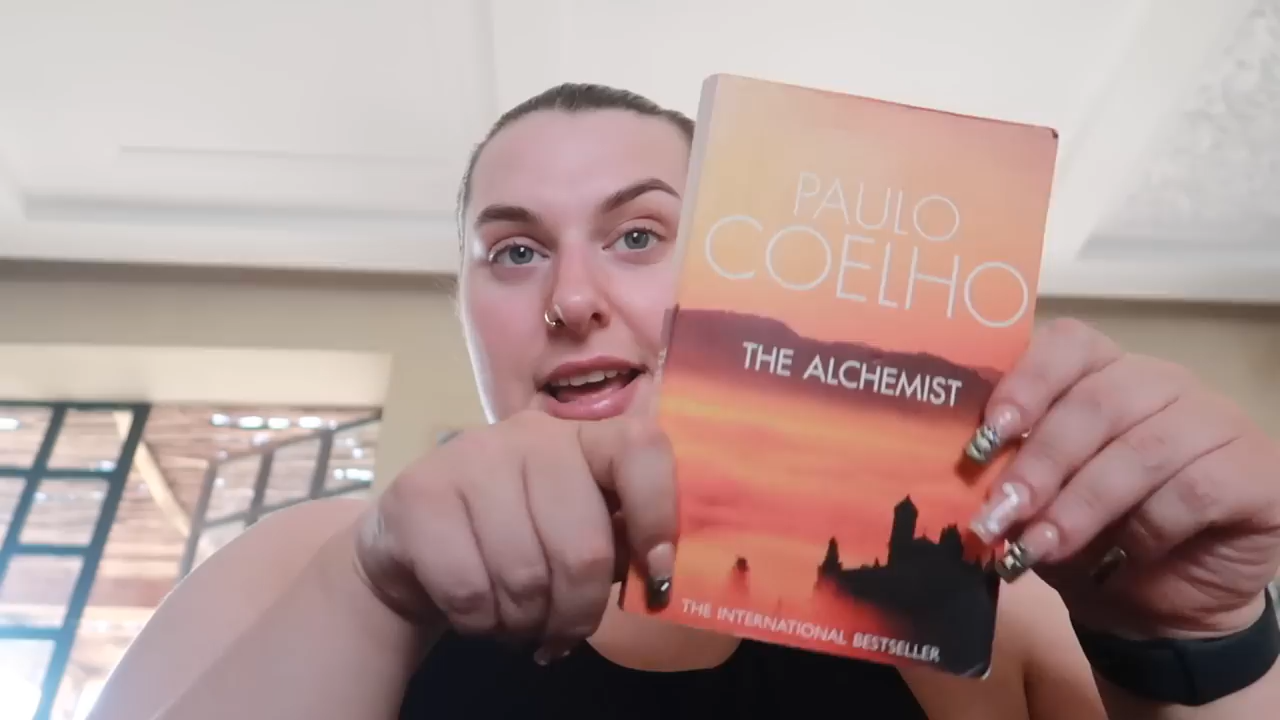 PAULO
COELHO
THE ALCHEMIST
THE INTERNATIONAL BESTSELLER